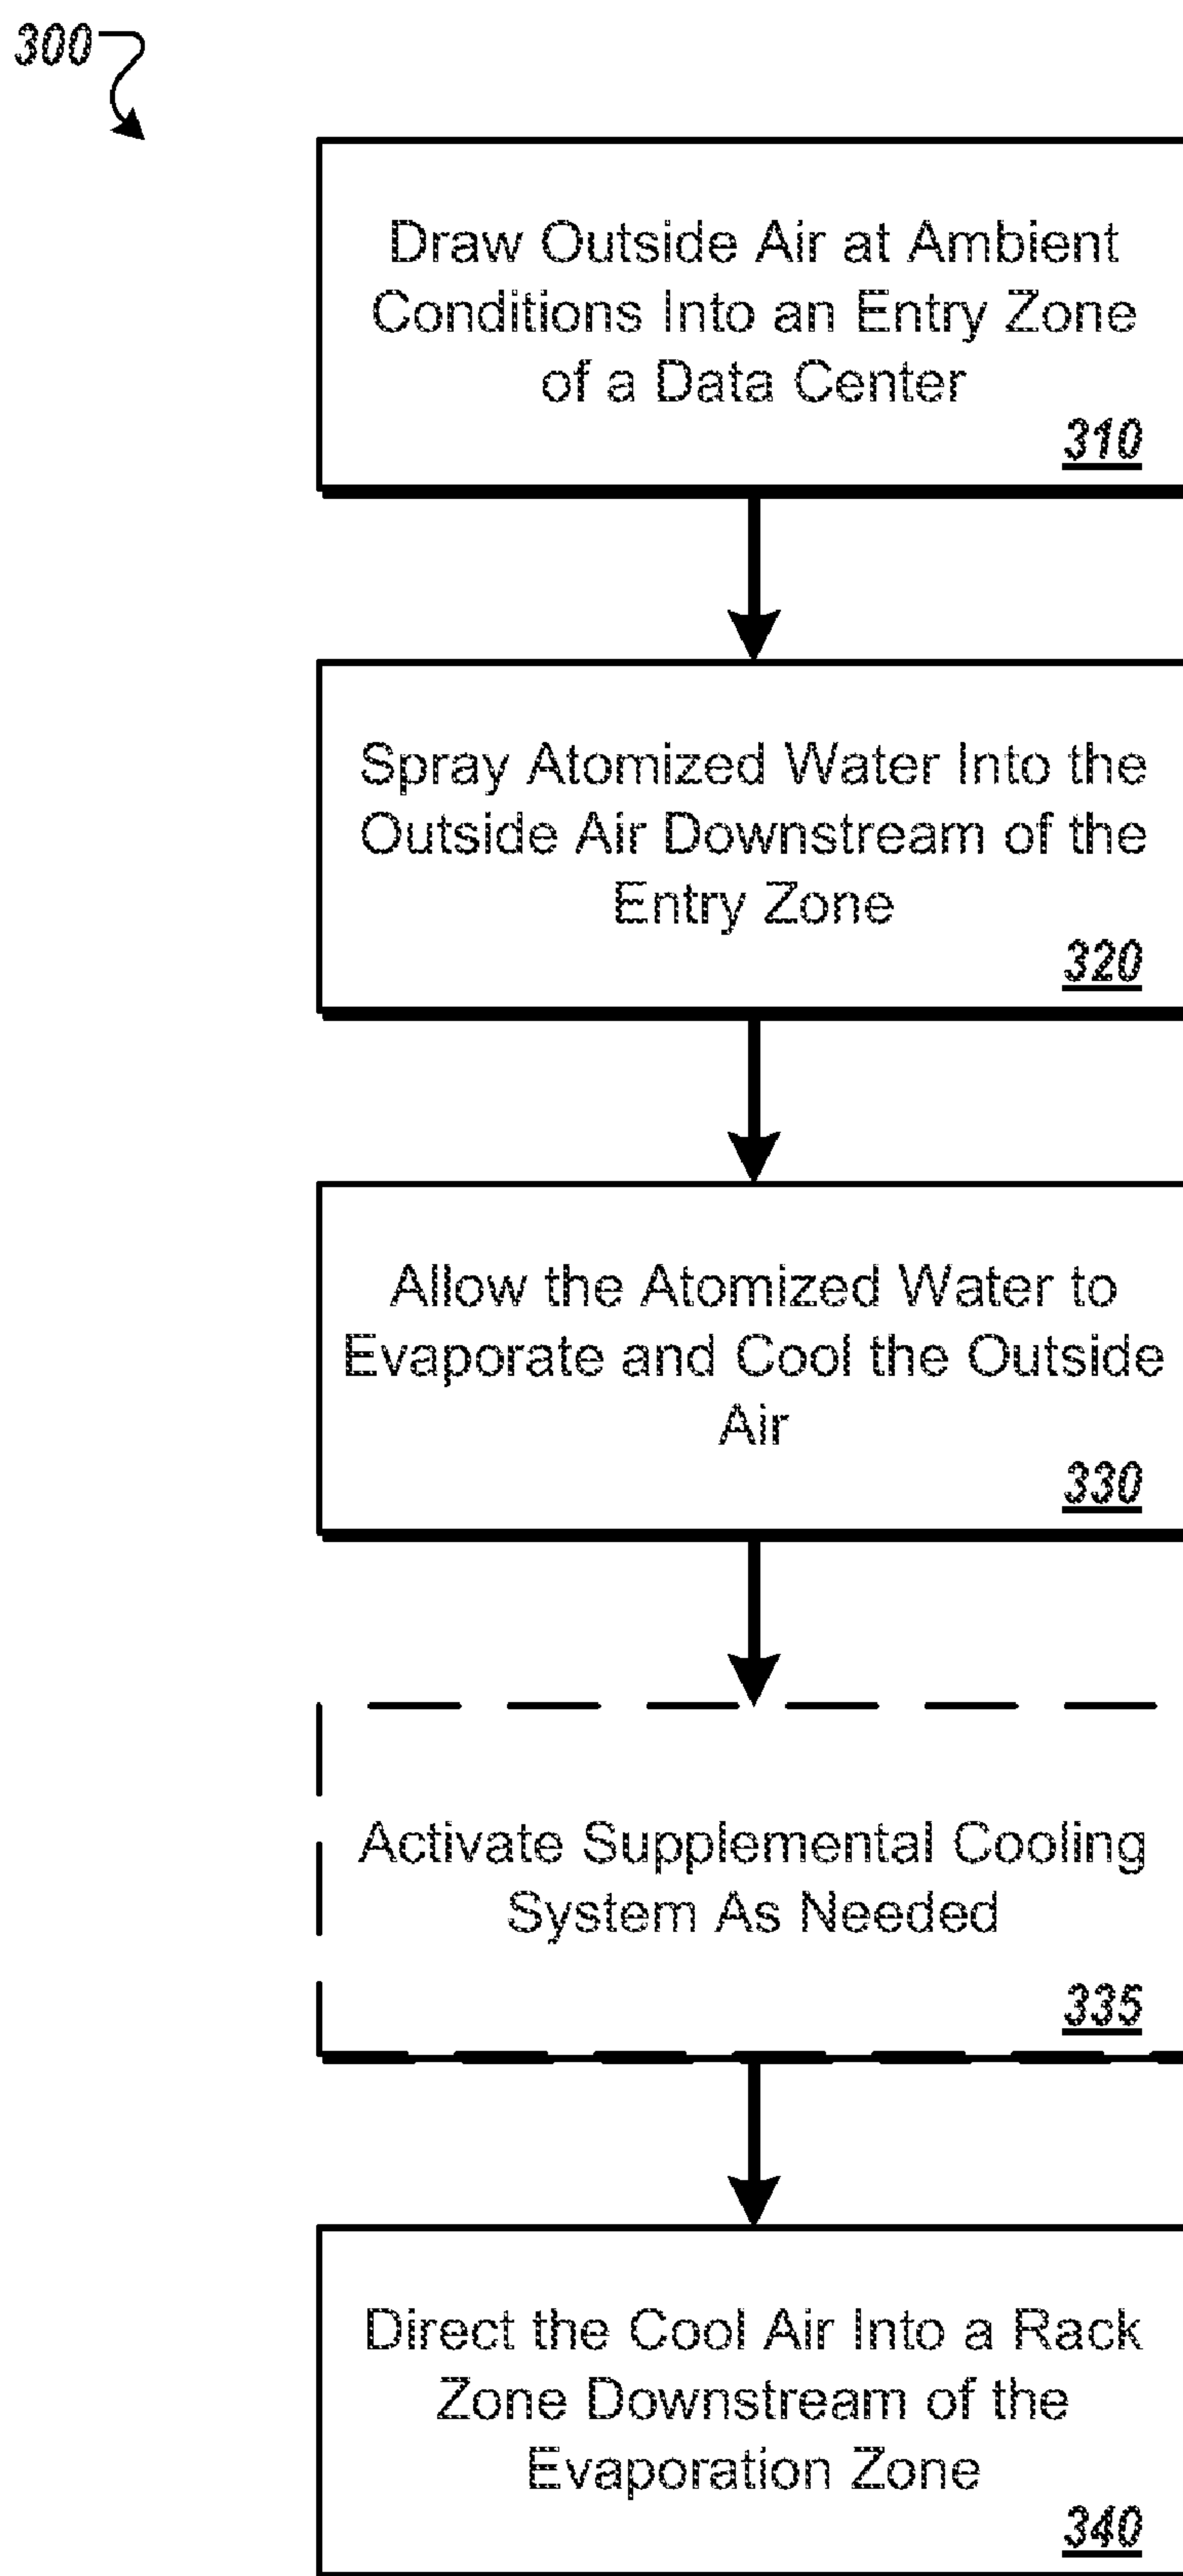 300
Draw Outside Air at Ambient
Conditions Into an Entry Zone
of a Data Center
310
Spray Atomized Water Into the
Outside Air Downstream of the
Entry Zone
320
Allow the Atomized Water to
Evaporate and Cool the Outside
Air
330
Activate Supplemental Cooling
System As Needed
335
Direct the Cool Air Into a Rack
Zone Downstream of the
Evaporation Zone
340